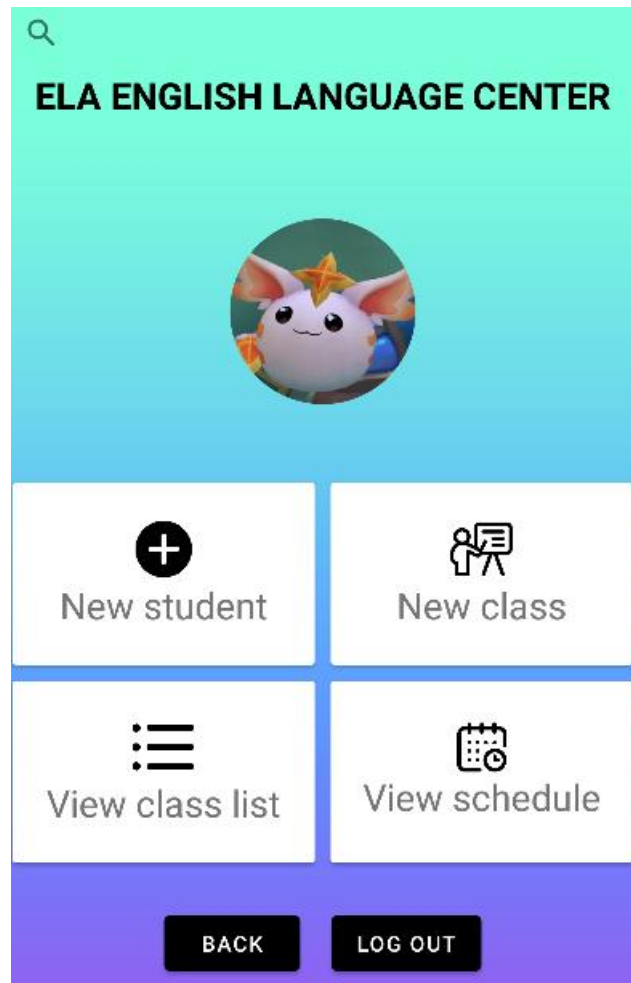 ELA ENGLISH LANGUAGE CENTER
New student
New class
View class list
View schedule
BACK
LOG OUT